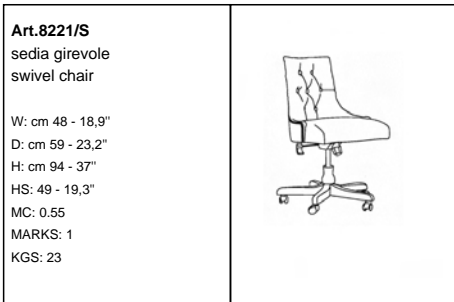 Art.8221/S
sedia girevole
swivel chair
W: cm 48 - 18,9"
D: cm 59 - 23,2"
H: cm 94 - 37"
HS: 49 - 19,3"
MC: 0.55
MARKS: 1
KGS: 23